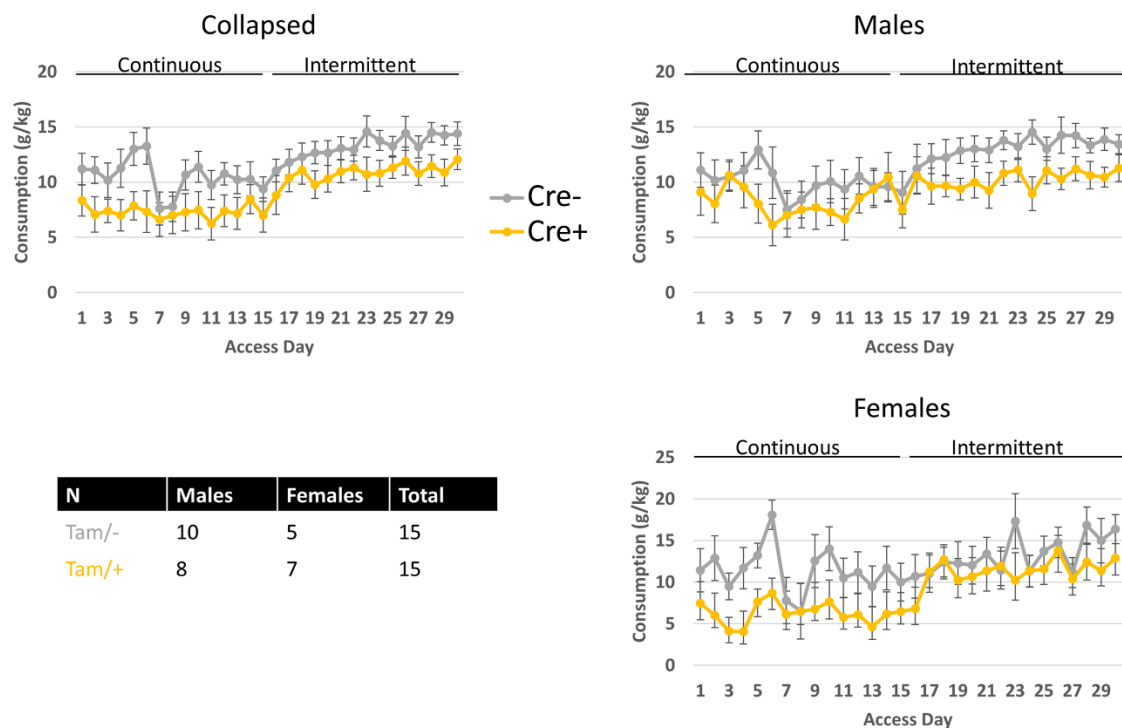 Collapsed
Continuous Intermittent
20
15
10
5
0
Consumption (g/kg)
1 3 5 7 9 11 13 15 17 19 21 23 25 27 29
Access Day
Cre-
Cre+
Males
Continuous Intermittent
20
15
10
5
0
Consumption (g/kg)
1 3 5 7 9 11 13 15 17 19 21 23 25 27 29
Access Day
N Males Females Total
Tam/- 10 5 15
Tam/+ 8 7 15
Females
Continuous Intermittent
25
20
15
10
5
0
Consumption (g/kg)
1 3 5 7 9 11 13 15 17 19 21 23 25 27 29
Access Day